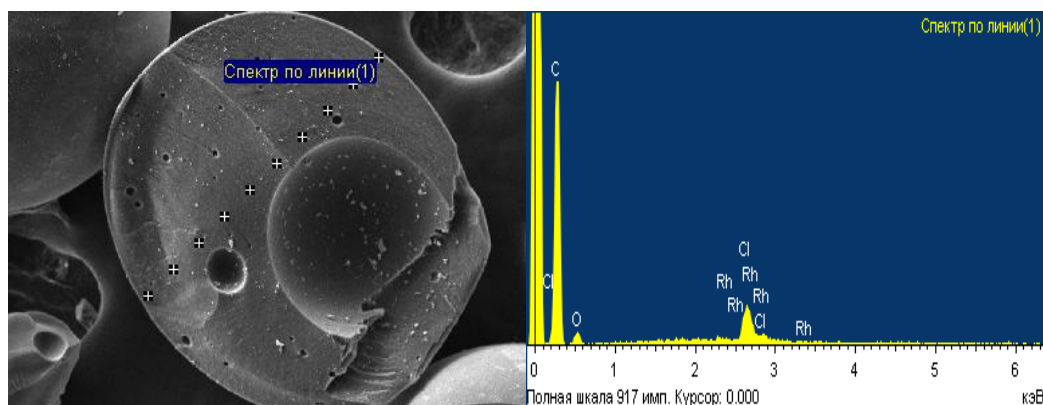 Спектр по линии(1)
Спектр по линии(1)
C
Cl
O
Cl
Rh
Rh
Rh
Rh
Cl
Rh
0 1 2 3 4 5 6
Полная шкала 917 имп. Курсор: 0.000 кэВ